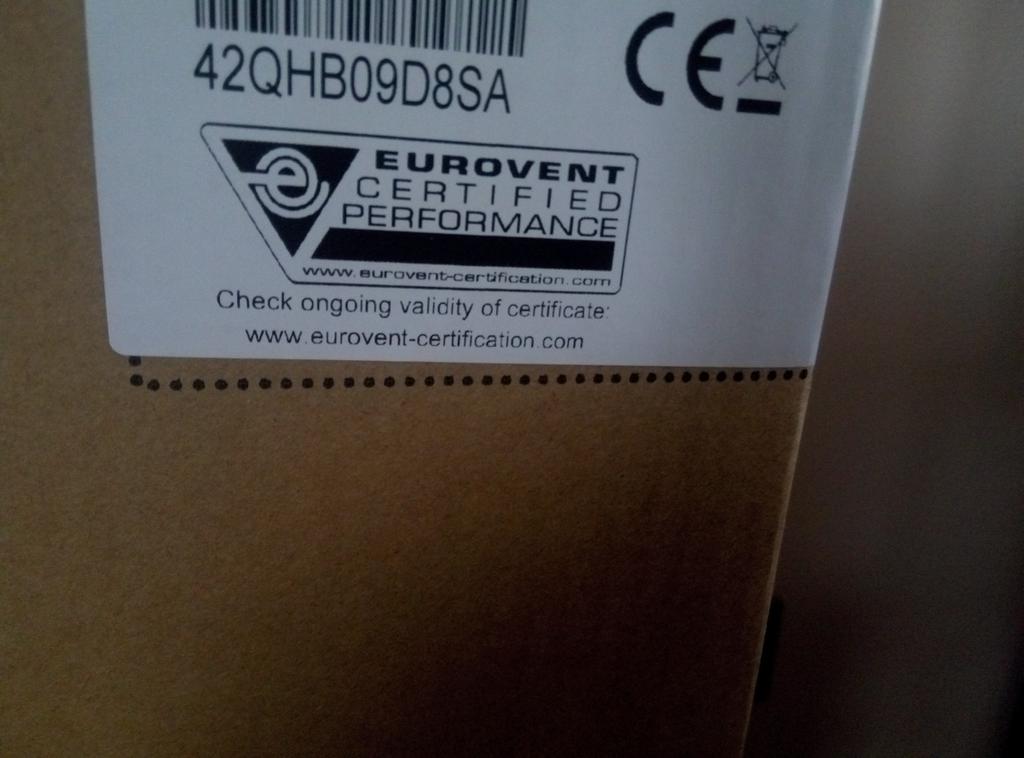 42QHB09D8SA
CE
EUROVENT
CERTIFIED
PERFORMANCE
www.eurovent-certification.com
Check ongoing validity of certificate:
www.eurovent-certification.com